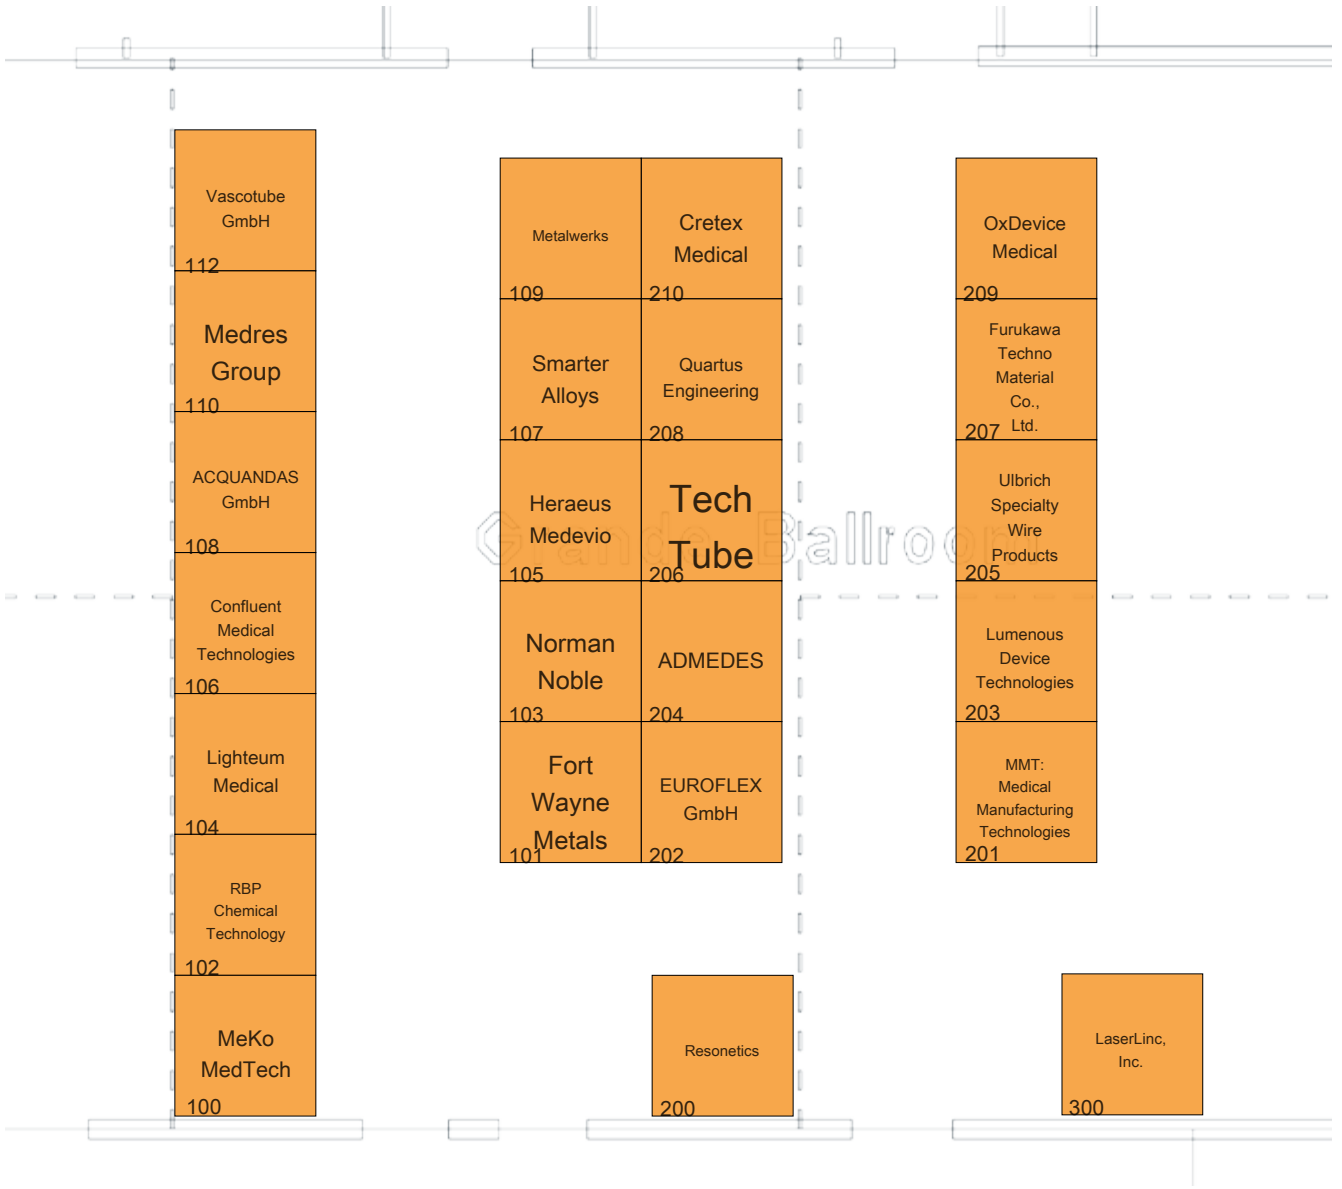 Vascotube
GmbH
112
Medres
Group
110
ACQUANDAS
GmbH
108
Confluent
Medical
Technologies
106
Lighteum
Medical
104
RBP
Chemical
Technology
102
MeKo
MedTech
100
Metalwerks
109
Smarter
Alloys
107
Heraeus
Medevio
105
Norman
Noble
103
Fort
Wayne
Metals
101
Cretex
Medical
210
Quartus
Engineering
208
Tech
Tube
206
ADMEDES
204
EUROFLEX
GmbH
202
Grande Ballroom
OxDevice
Medical
209
Furukawa
Techno
Material
Co.,
Ltd.
207
Ulbrich
Specialty
Wire
Products
205
Lumenous
Device
Technologies
203
MMT:
Medical
Manufacturing
Technologies
201
Resonetics
200
LaserLinc,
Inc.
300